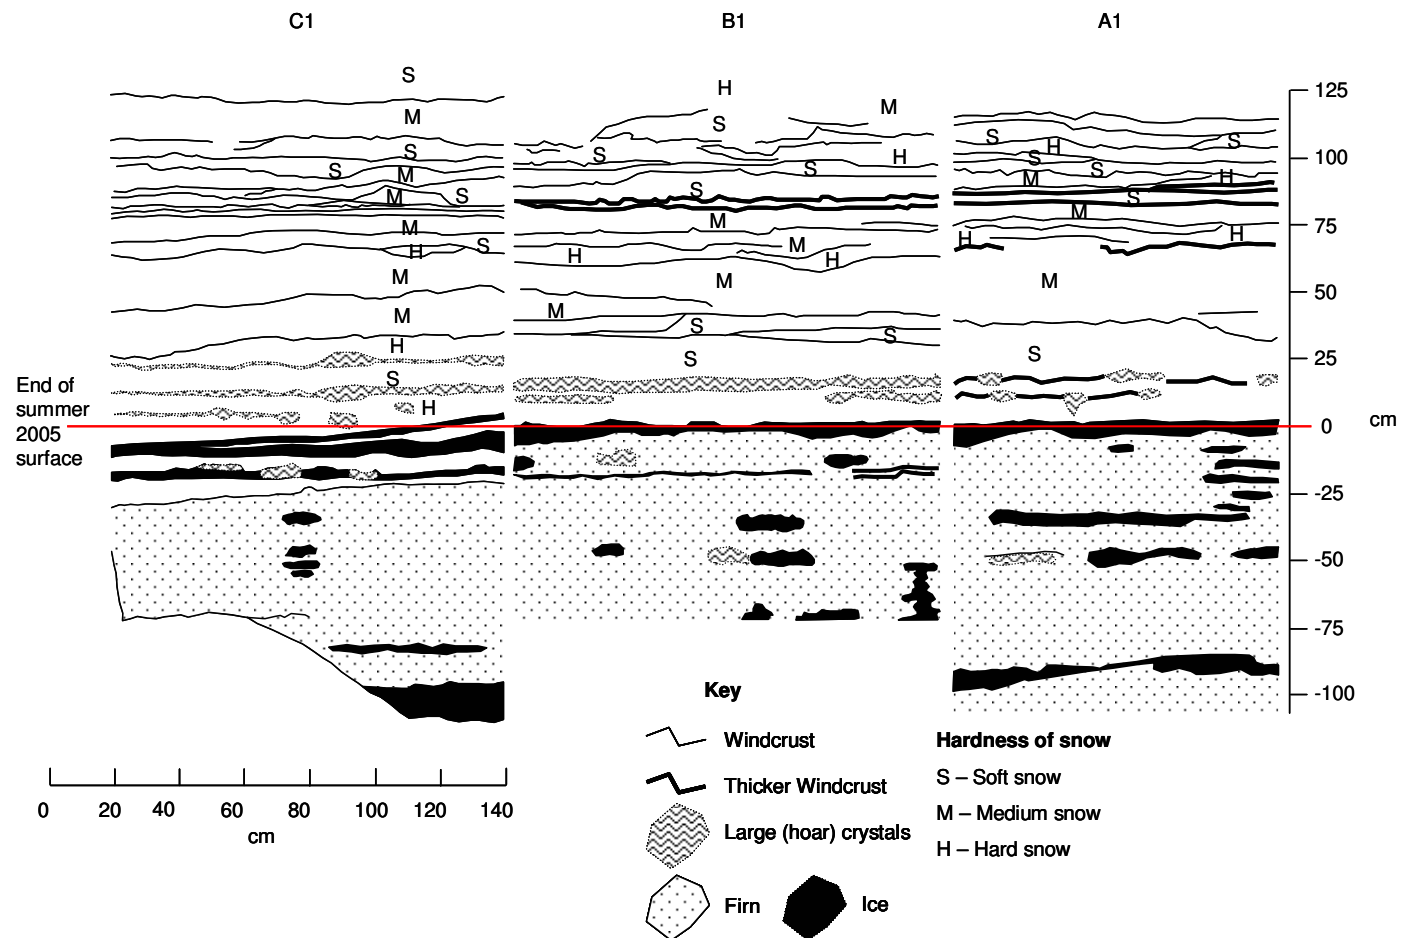 C1 B1 A1
S
H
M
M
S
S
H
S
S
S
H
S
H
S
S
S
S
M
M
H
M
S
S
S
M
M
M
H
H
S
M
H
H
H
M
M
M
M
M
H
S
S
S
S
S
H
125
100
75
50
25
0 cm
-25
-50
-75
-100
End of
summer
2005
surface
0 20 40 60 80 100 120 140
cm
Key
Windcrust
Thicker Windcrust
Large (hoar) crystals
Firn Ice
Hardness of snow
S – Soft snow
M – Medium snow
H – Hard snow